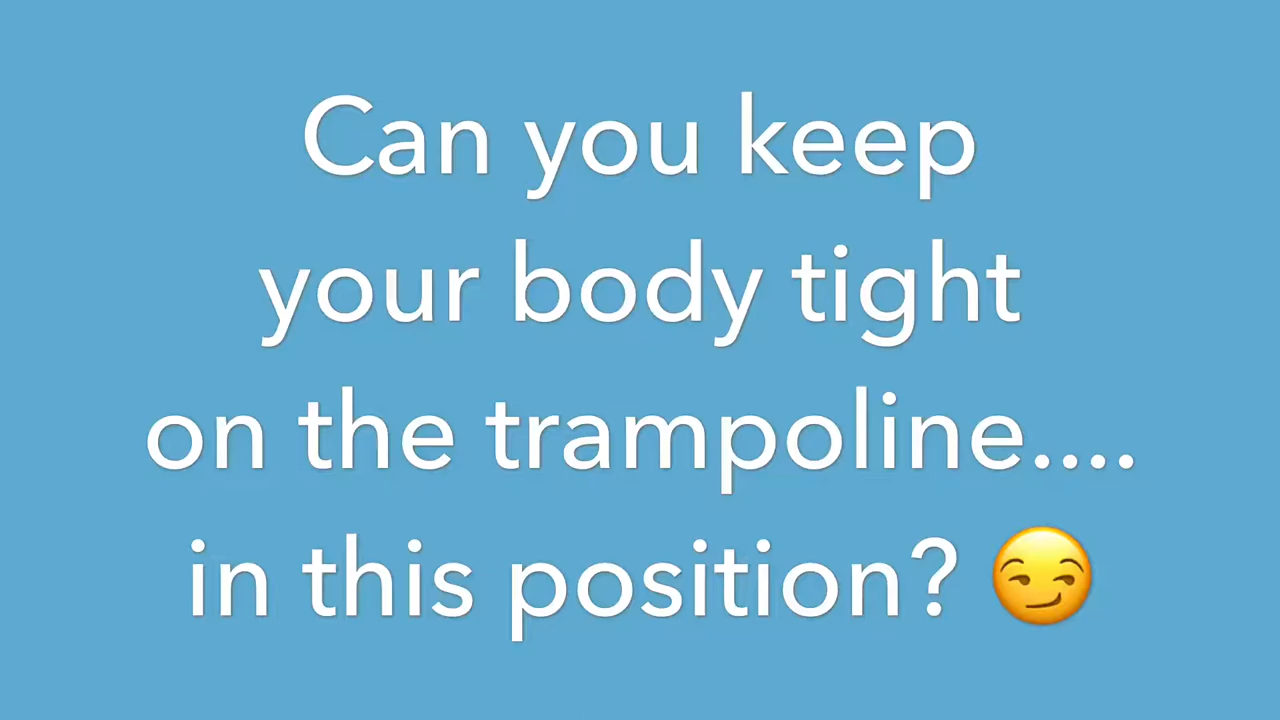 Can you keep
your body tight
on the trampoline....
in this position? 😏